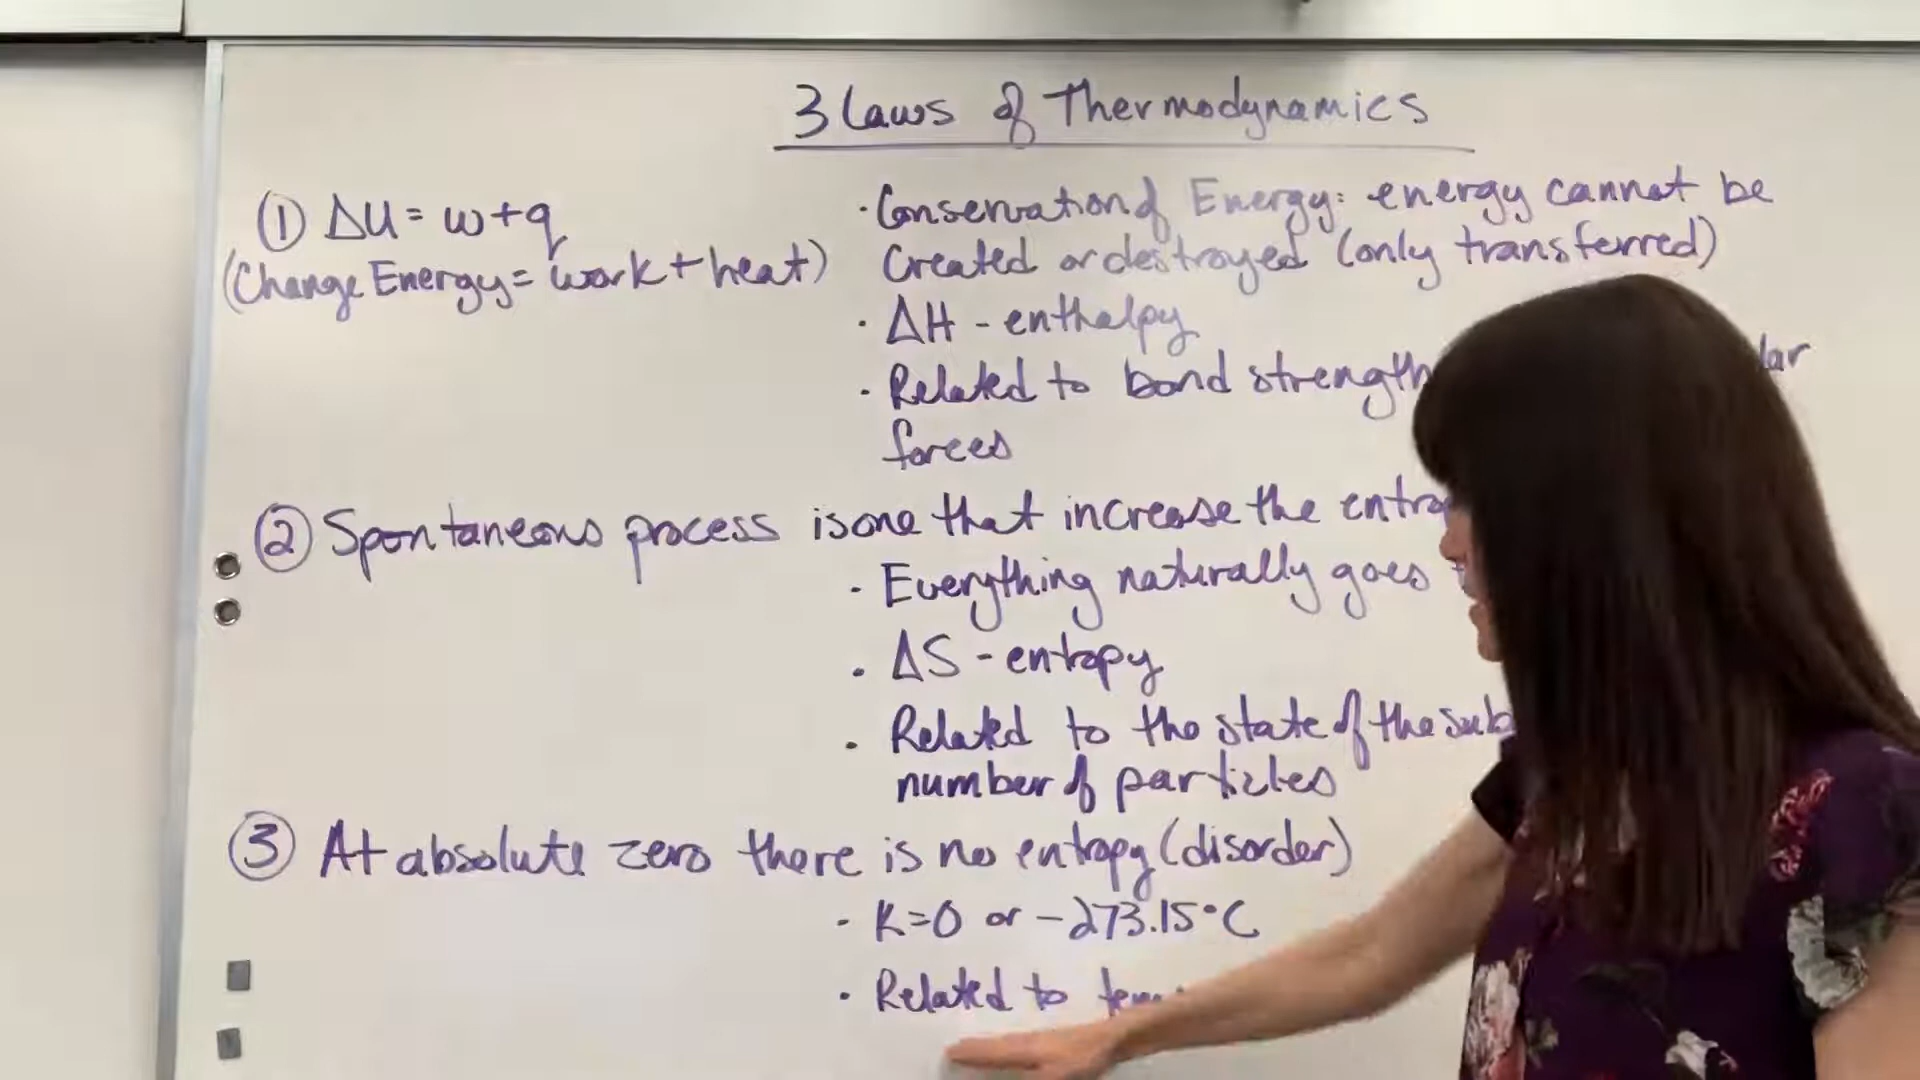 3 Laws of Thermodynamics
① ΔU = w+q
(Change Energy = work + heat)
· Conservation of Energy: energy cannot be
created or destroyed (only transferred)
· ΔH - enthalpy
· Related to bond strength
forces
② Spontaneous process is one that increase the
· Everything naturally goes
· ΔS - entropy
· Related to the state of the
number of particles
③ At absolute zero there is no entropy (disorder)
· K=0 or -273.15°C
· Related to